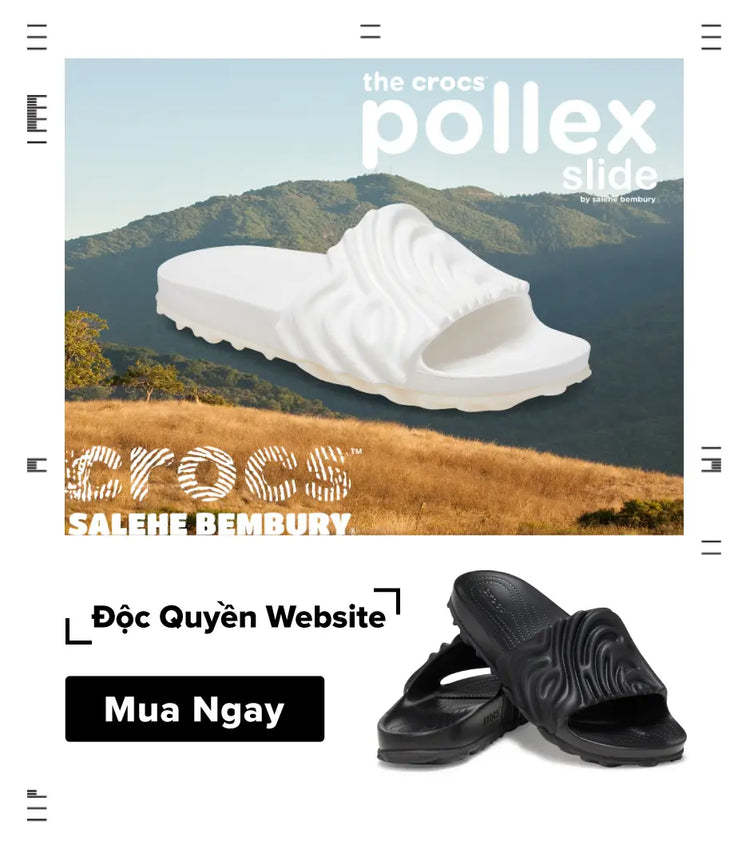 the crocs
pollex
slide
by salehe bembury
crocs™
SALEHE BEMBURY
Độc Quyền Website
Mua Ngay